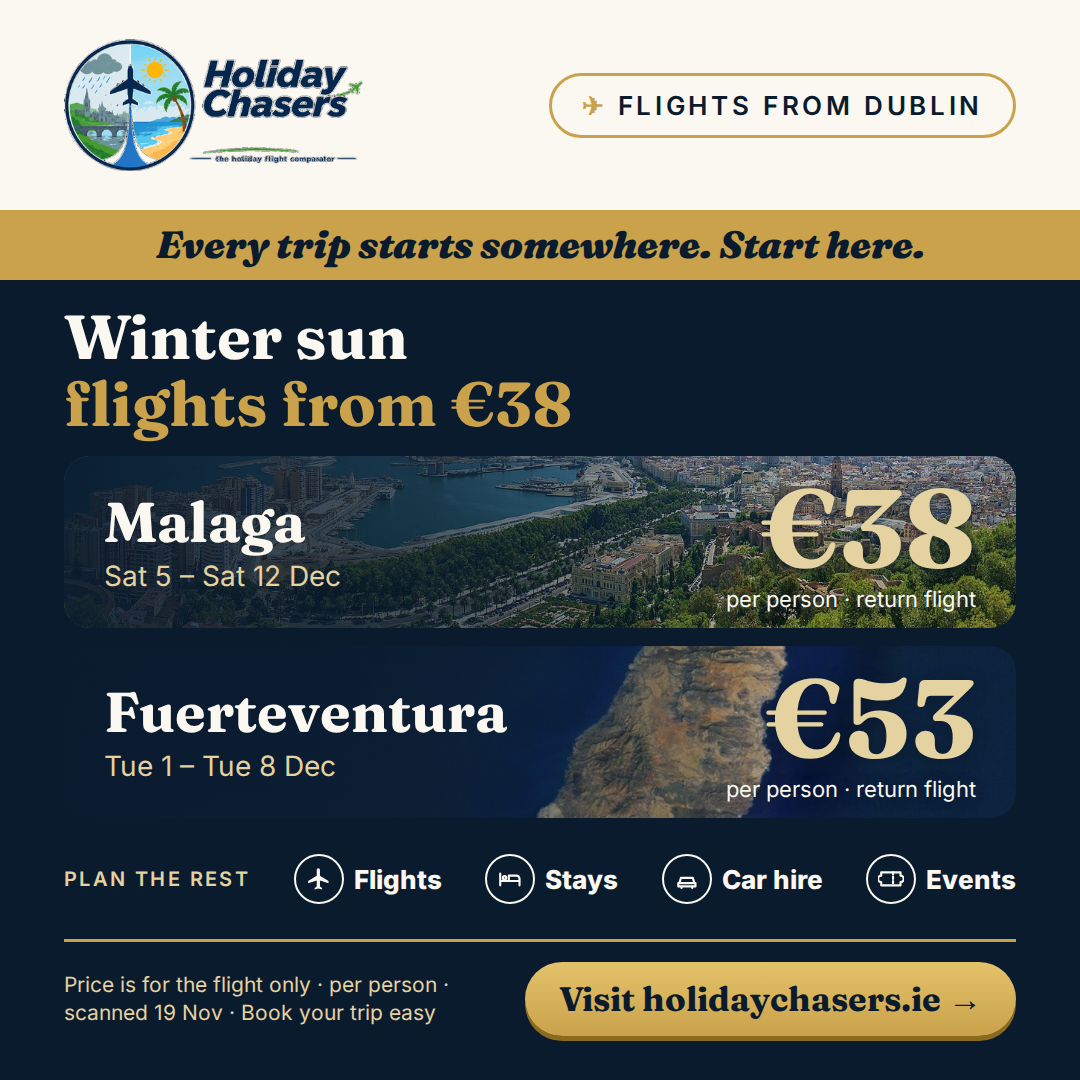 Holiday
Chasers
the holiday flight comparator
✈ FLIGHTS FROM DUBLIN
Every trip starts somewhere. Start here.
Winter sun
flights from €38
Malaga
Sat 5 – Sat 12 Dec
€38
per person · return flight
Fuerteventura
Tue 1 – Tue 8 Dec
€53
per person · return flight
PLAN THE REST
Flights
Stays
Car hire
Events
Price is for the flight only · per person ·
scanned 19 Nov · Book your trip easy
Visit holidaychasers.ie →